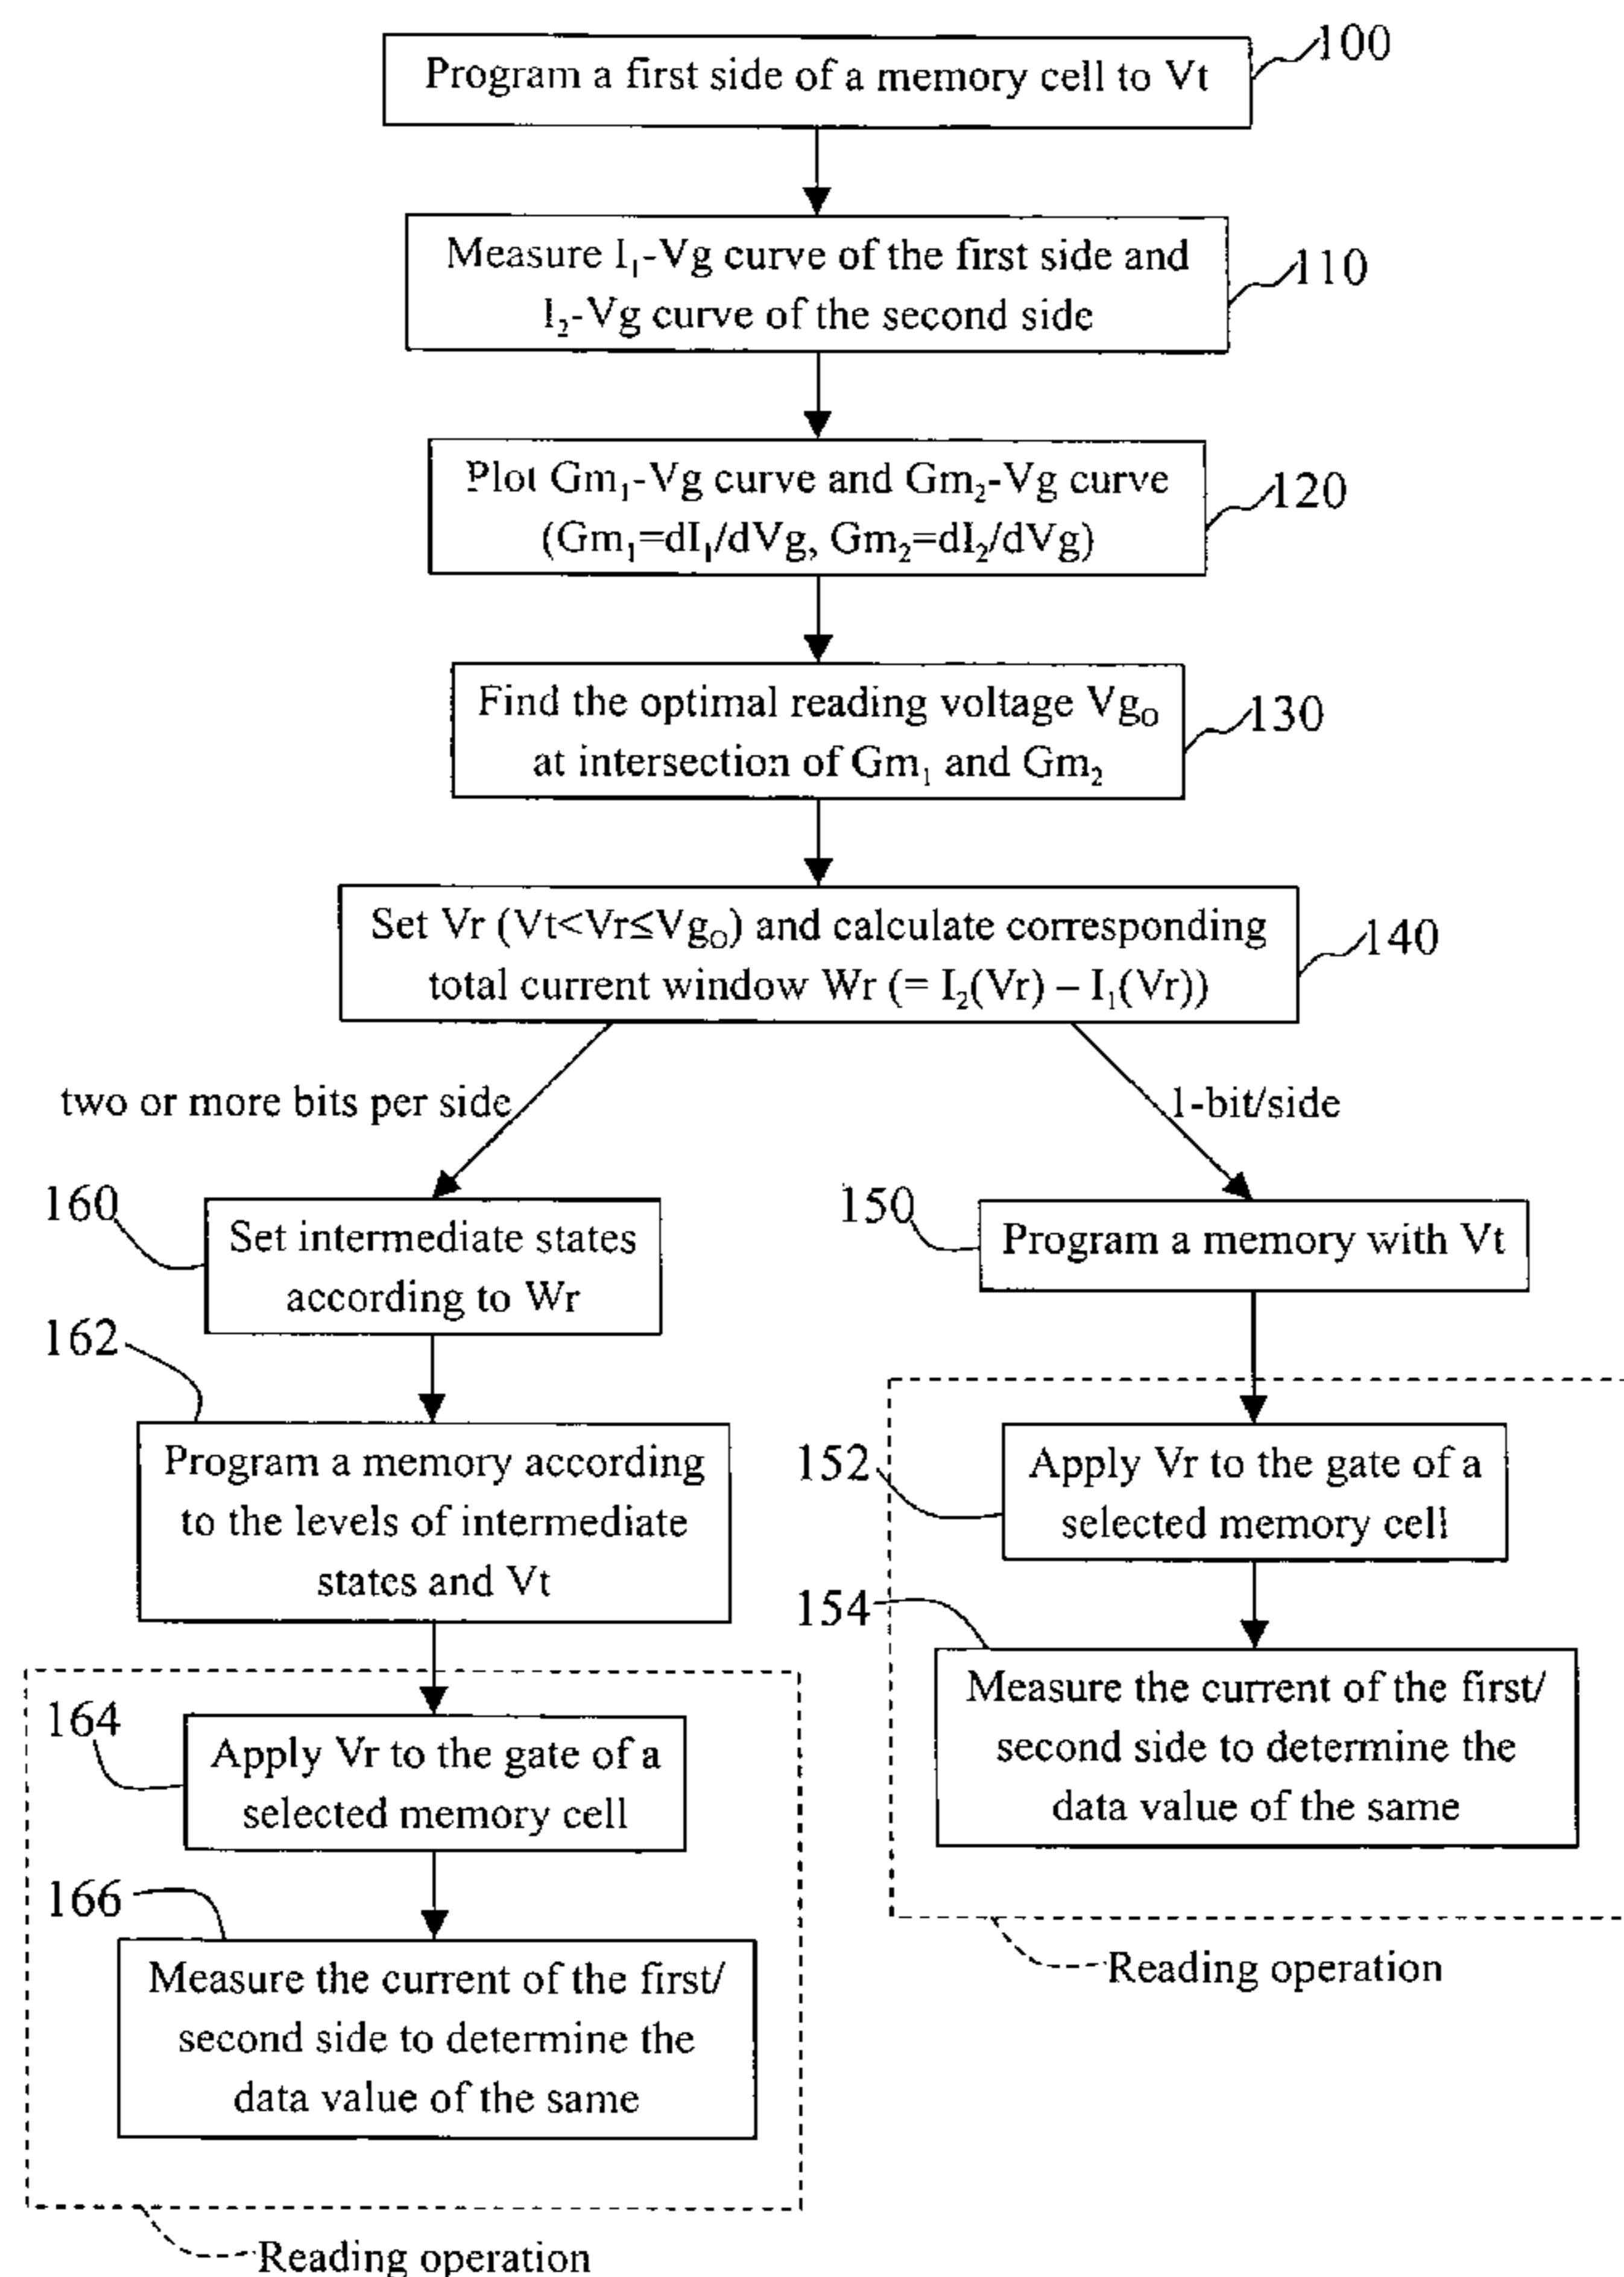 Program a first side of a memory cell to Vt
100
Measure I₁-Vg curve of the first side and
I₂-Vg curve of the second side
110
Plot Gm₁-Vg curve and Gm₂-Vg curve
(Gm₁=dI₁/dVg, Gm₂=dI₂/dVg)
120
Find the optimal reading voltage Vg₀
at intersection of Gm₁ and Gm₂
130
Set Vr (Vt<Vr≤Vg₀) and calculate corresponding
total current window Wr (= I₂(Vr) – I₁(Vr))
140
two or more bits per side
1-bit/side
160
Set intermediate states
according to Wr
150
Program a memory with Vt
162
Program a memory according
to the levels of intermediate
states and Vt
152
Apply Vr to the gate of a
selected memory cell
154
Measure the current of the first/
second side to determine the
data value of the same
Reading operation
164
Apply Vr to the gate of a
selected memory cell
166
Measure the current of the first/
second side to determine the
data value of the same
Reading operation